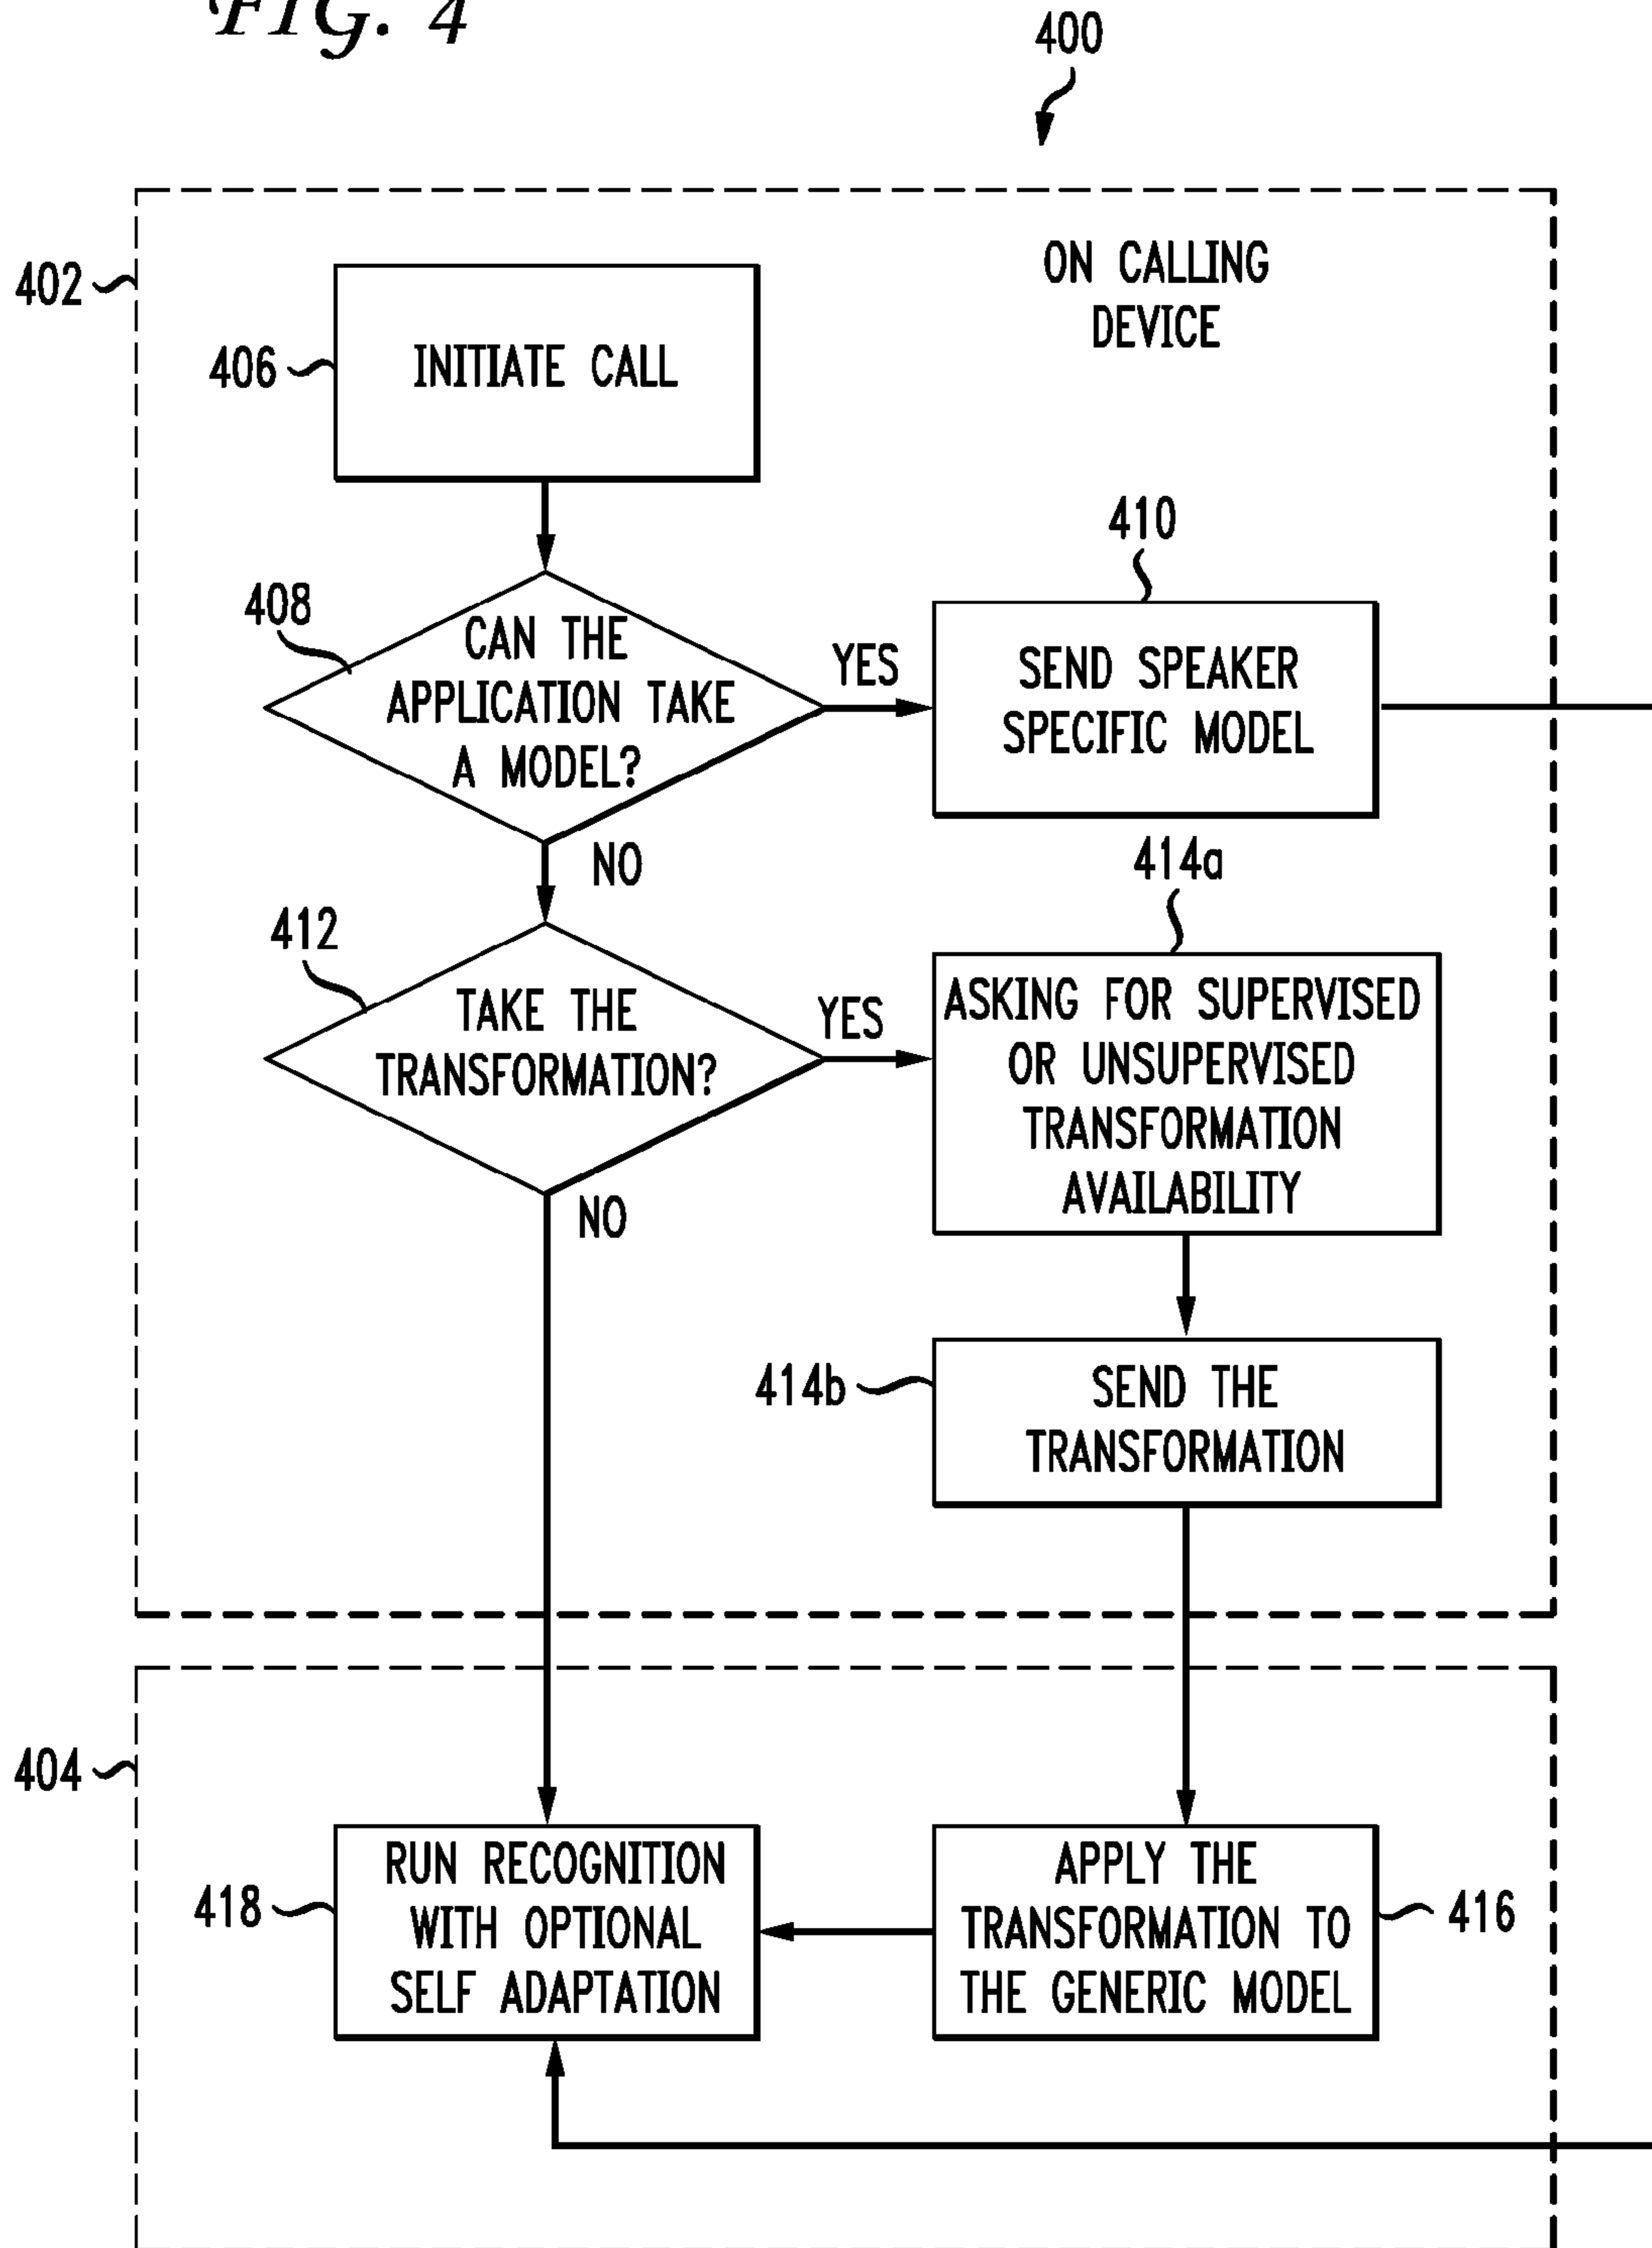 FIG. 4
400
402
ON CALLING
DEVICE
406
INITIATE CALL
408
CAN THE
APPLICATION TAKE
A MODEL?
YES
410
SEND SPEAKER
SPECIFIC MODEL
NO
412
TAKE THE
TRANSFORMATION?
YES
414a
ASKING FOR SUPERVISED
OR UNSUPERVISED
TRANSFORMATION
AVAILABILITY
NO
414b
SEND THE
TRANSFORMATION
404
418
RUN RECOGNITION
WITH OPTIONAL
SELF ADAPTATION
APPLY THE
TRANSFORMATION TO
THE GENERIC MODEL
416